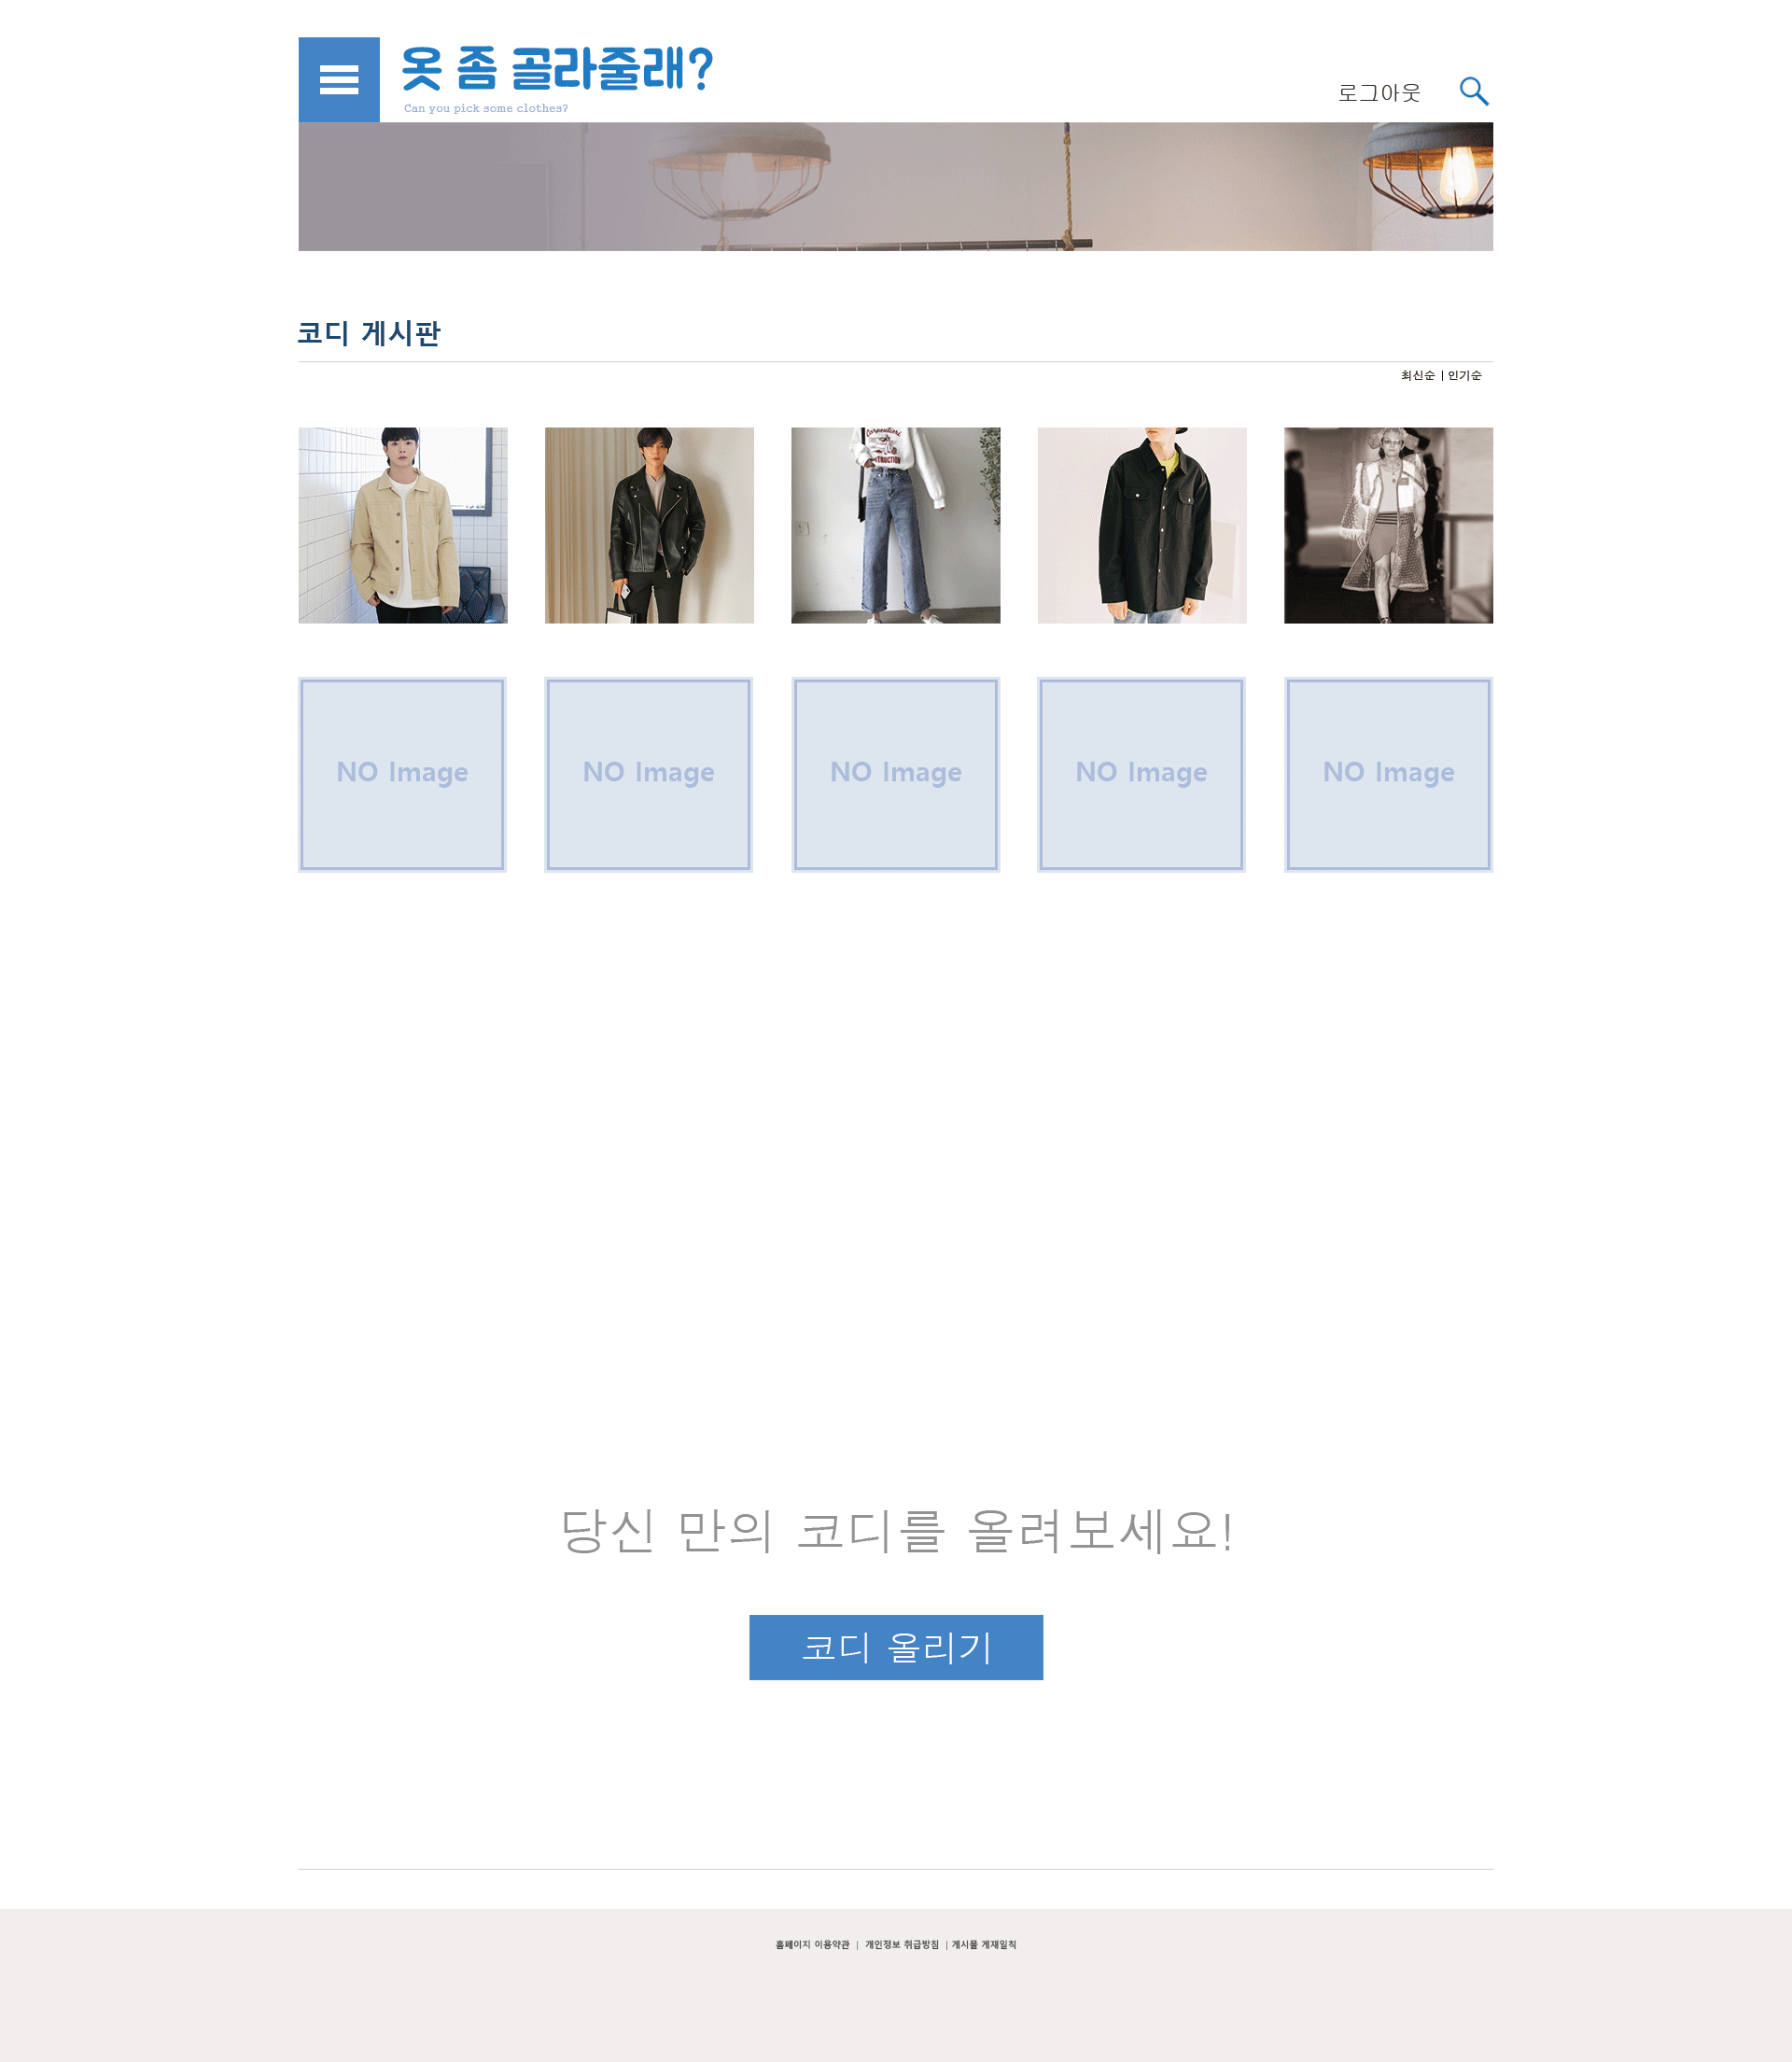 옷 좀 골라줄래?
Can you pick some clothes?
로그아웃
코디 게시판
최신순 | 인기순
NO Image
NO Image
NO Image
NO Image
NO Image
당신 만의 코디를 올려보세요!
코디 올리기
홈페이지 이용약관 | 개인정보 취급방침 | 게시물 게재일칙